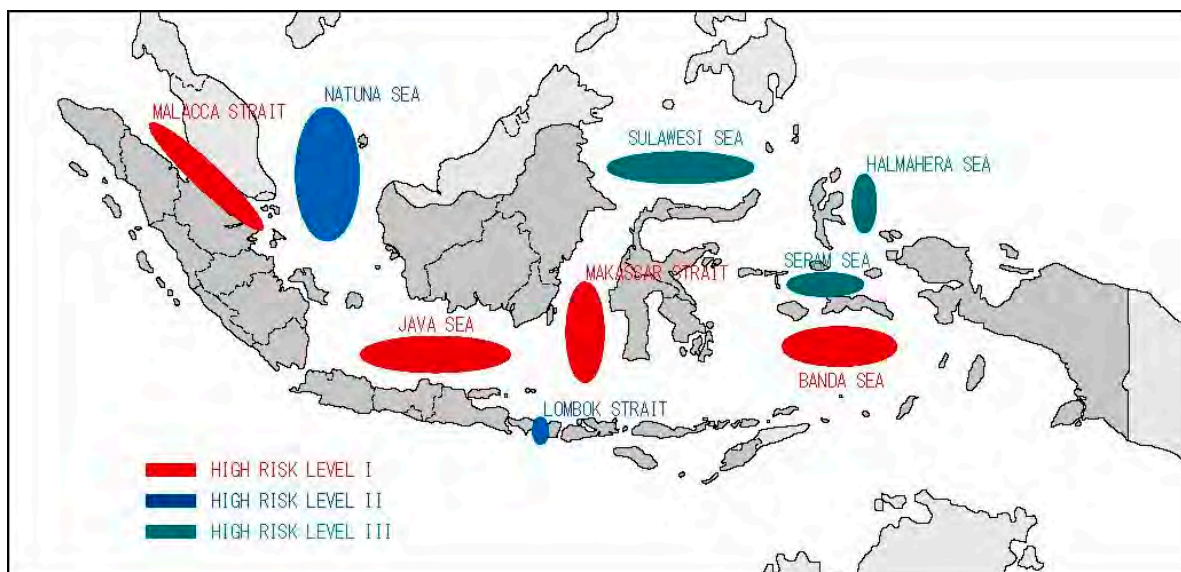 NATUNA SEA
MALACCA STRAIT
SULAWESI SEA
HALMAHERA SEA
SERAM SEA
MAKASSAR STRAIT
JAVA SEA
BANDA SEA
LOMBOK STRAIT
HIGH RISK LEVEL I
HIGH RISK LEVEL II
HIGH RISK LEVEL III